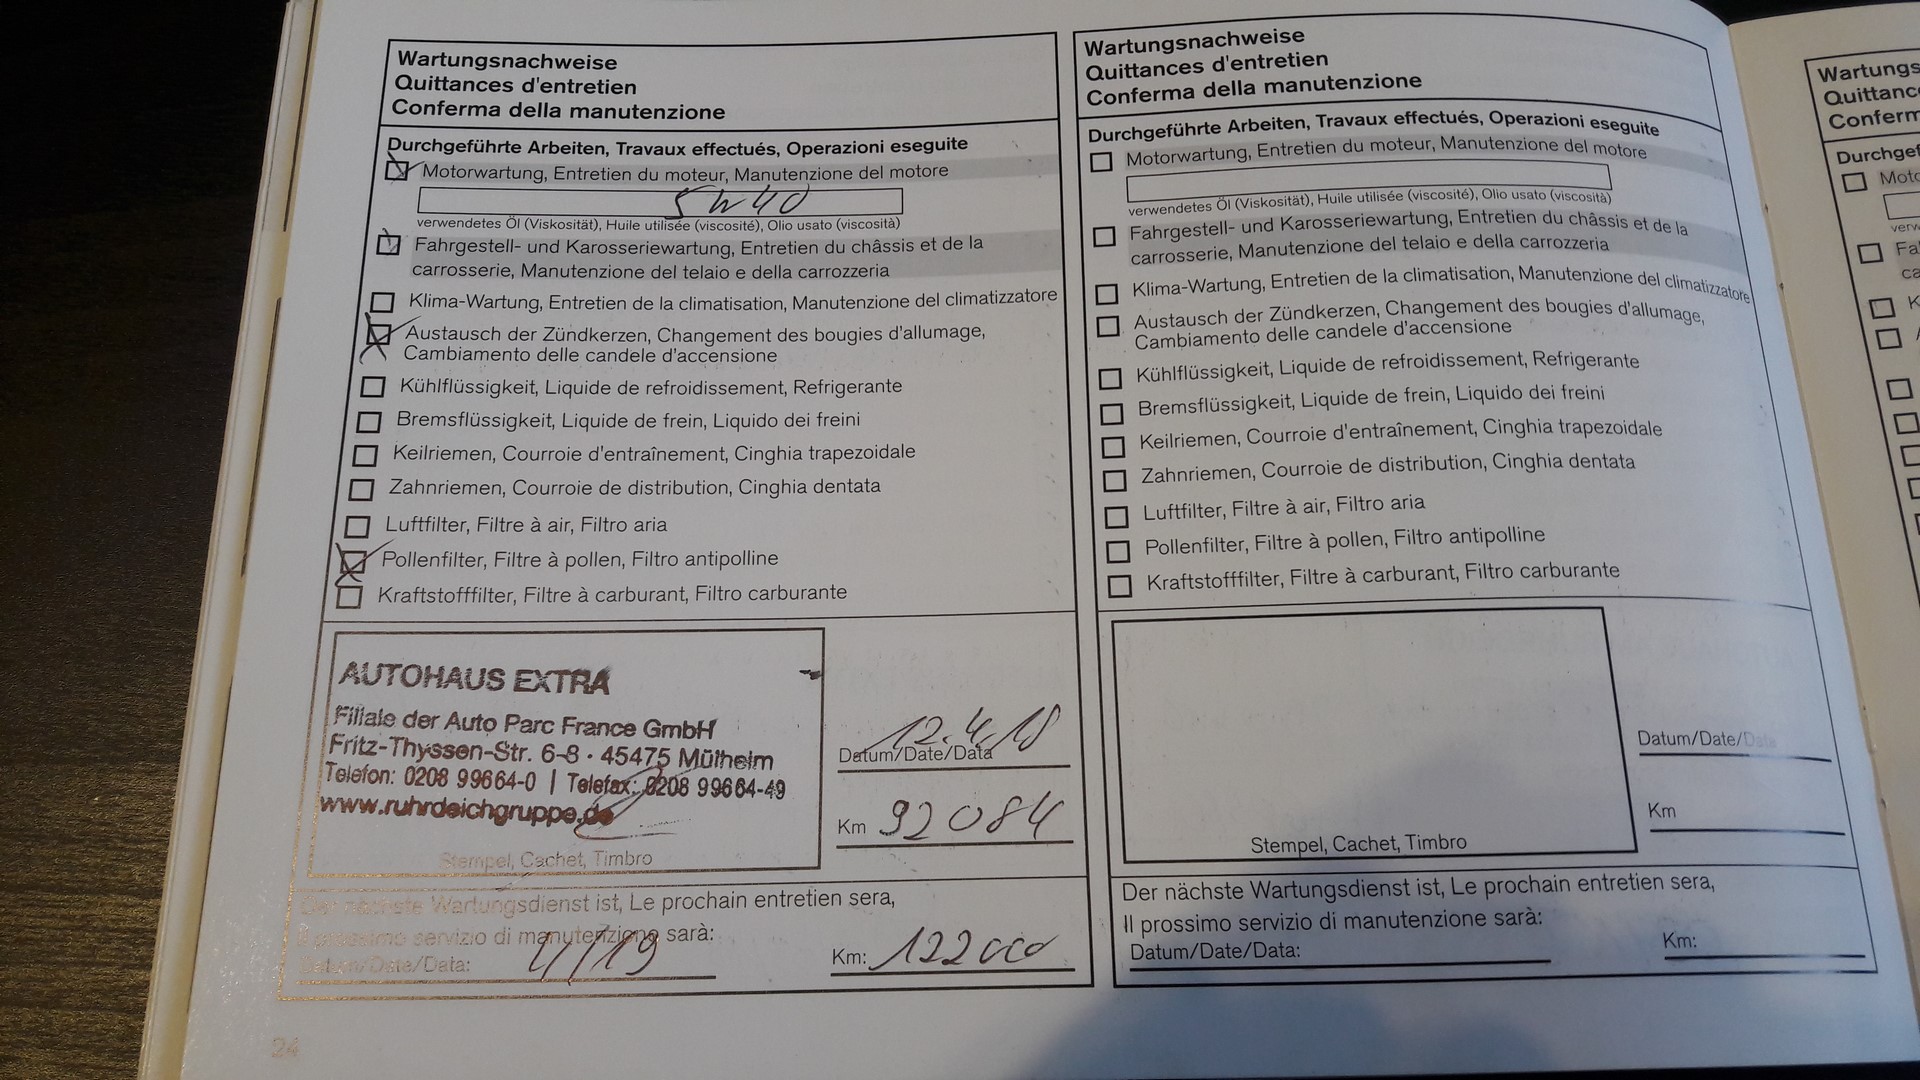 Wartungsnachweise
Quittances d'entretien
Conferma della manutenzione
Durchgeführte Arbeiten, Travaux effectués, Operazioni eseguite
Motorwartung, Entretien du moteur, Manutenzione del motore
5W40
verwendetes Öl (Viskosität), Huile utilisée (viscosité), Olio usato (viscosità)
Fahrgestell- und Karosseriewartung, Entretien du châssis et de la
carrosserie, Manutenzione del telaio e della carrozzeria
Klima-Wartung, Entretien de la climatisation, Manutenzione del climatizzatore
Austausch der Zündkerzen, Changement des bougies d'allumage,
Cambiamento delle candele d'accensione
Kühlflüssigkeit, Liquide de refroidissement, Refrigerante
Bremsflüssigkeit, Liquide de frein, Liquido dei freini
Keilriemen, Courroie d'entraînement, Cinghia trapezoidale
Zahnriemen, Courroie de distribution, Cinghia dentata
Luftfilter, Filtre à air, Filtro aria
Pollenfilter, Filtre à pollen, Filtro antipolline
Kraftstofffilter, Filtre à carburant, Filtro carburante
AUTOHAUS EXTRA
Filiale der Auto Parc France GmbH
Fritz-Thyssen-Str. 6-8 · 45475 Mülheim
Telefon: 0208 99664-0 | Telefax: 0208 99664-49
www.ruhrdeichgruppe.de
Stempel, Cachet, Timbro
12.4.18
Datum/Date/Data
Km 92084
Der nächste Wartungsdienst ist, Le prochain entretien sera,
Il prossimo servizio di manutenzione sarà:
Datum/Date/Data: 4/19
Km: 122000
24
Wartungsnachweise
Quittances d'entretien
Conferma della manutenzione
Durchgeführte Arbeiten, Travaux effectués, Operazioni eseguite
Motorwartung, Entretien du moteur, Manutenzione del motore
verwendetes Öl (Viskosität), Huile utilisée (viscosité), Olio usato (viscosità)
Fahrgestell- und Karosseriewartung, Entretien du châssis et de la
carrosserie, Manutenzione del telaio e della carrozzeria
Klima-Wartung, Entretien de la climatisation, Manutenzione del climatizzatore
Austausch der Zündkerzen, Changement des bougies d'allumage,
Cambiamento delle candele d'accensione
Kühlflüssigkeit, Liquide de refroidissement, Refrigerante
Bremsflüssigkeit, Liquide de frein, Liquido dei freini
Keilriemen, Courroie d'entraînement, Cinghia trapezoidale
Zahnriemen, Courroie de distribution, Cinghia dentata
Luftfilter, Filtre à air, Filtro aria
Pollenfilter, Filtre à pollen, Filtro antipolline
Kraftstofffilter, Filtre à carburant, Filtro carburante
Stempel, Cachet, Timbro
Datum/Date/Data
Km
Der nächste Wartungsdienst ist, Le prochain entretien sera,
Il prossimo servizio di manutenzione sarà:
Datum/Date/Data:
Km:
Wartungs
Quittanc
Conferm
Durchgef
Moto
verw
Fa
ca
K